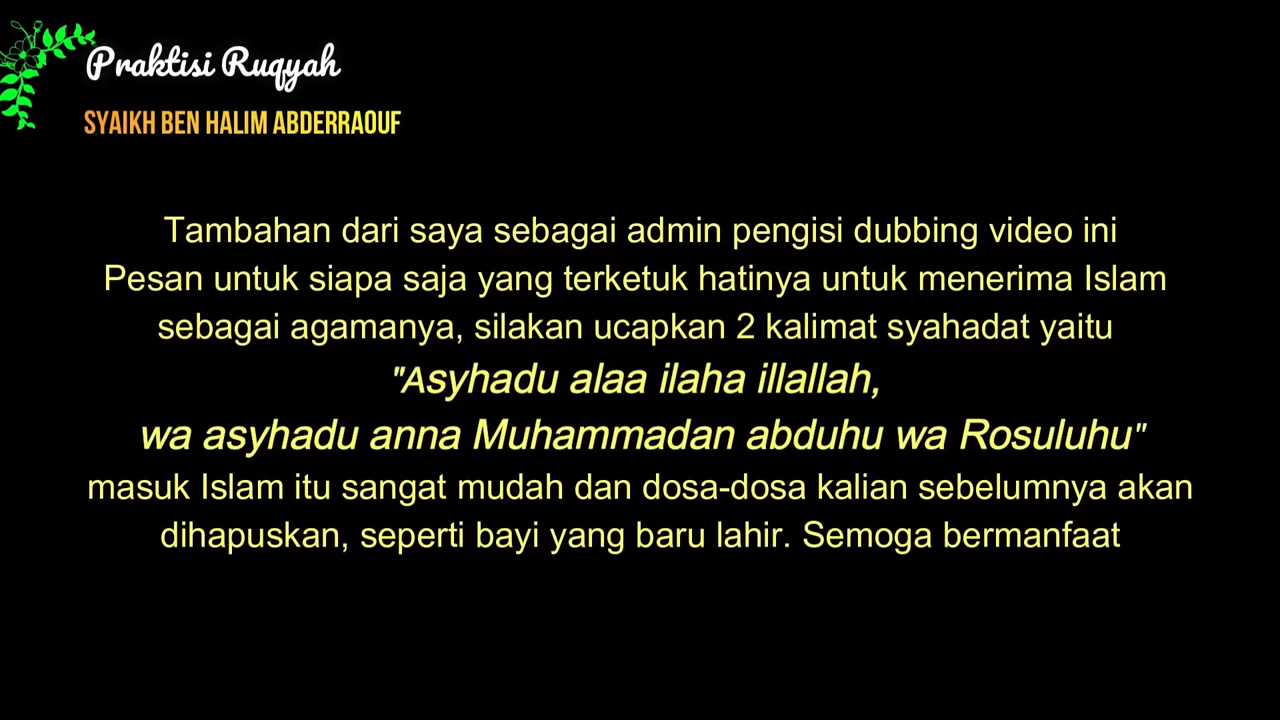 Praktisi Ruqyah
SYAIKH BEN HALIM ABDERRAOUF
Tambahan dari saya sebagai admin pengisi dubbing video ini
Pesan untuk siapa saja yang terketuk hatinya untuk menerima Islam
sebagai agamanya, silakan ucapkan 2 kalimat syahadat yaitu
"Asyhadu alaa ilaha illallah,
wa asyhadu anna Muhammadan abduhu wa Rosuluhu"
masuk Islam itu sangat mudah dan dosa-dosa kalian sebelumnya akan
dihapuskan, seperti bayi yang baru lahir. Semoga bermanfaat